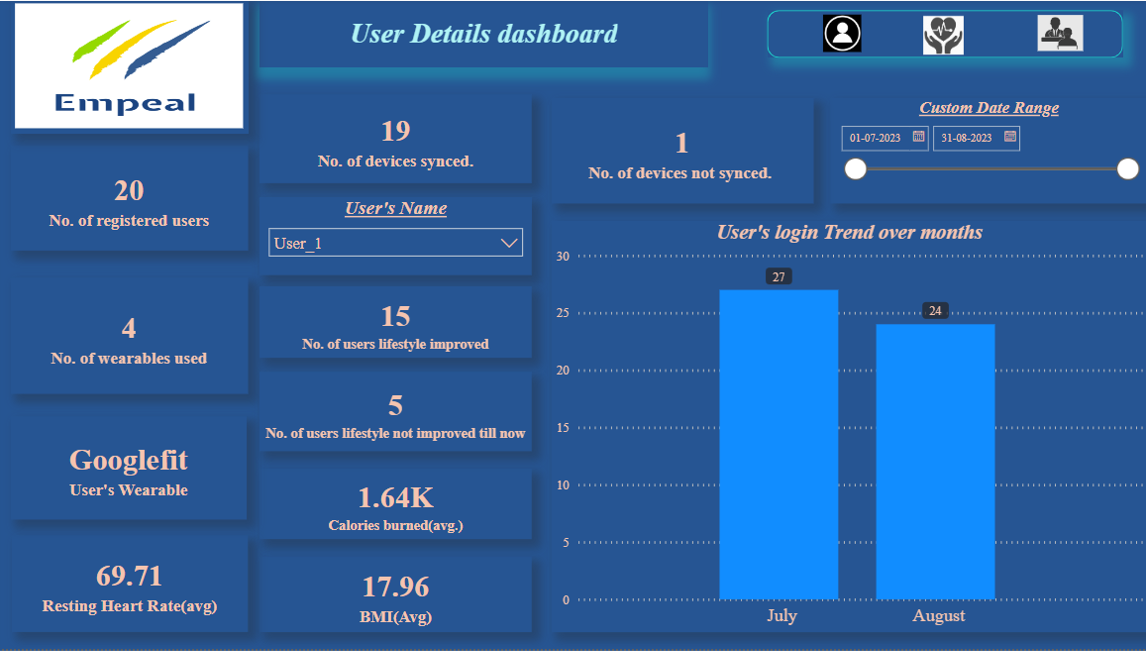 Empeal
User Details dashboard
20
No. of registered users
4
No. of wearables used
Googlefit
User's Wearable
69.71
Resting Heart Rate(avg)
19
No. of devices synced.
User's Name
User_1
15
No. of users lifestyle improved
5
No. of users lifestyle not improved till now
1.64K
Calories burned(avg.)
17.96
BMI(Avg)
1
No. of devices not synced.
Custom Date Range
01-07-2023
31-08-2023
User's login Trend over months
30
25
20
15
10
5
0
27
24
July
August